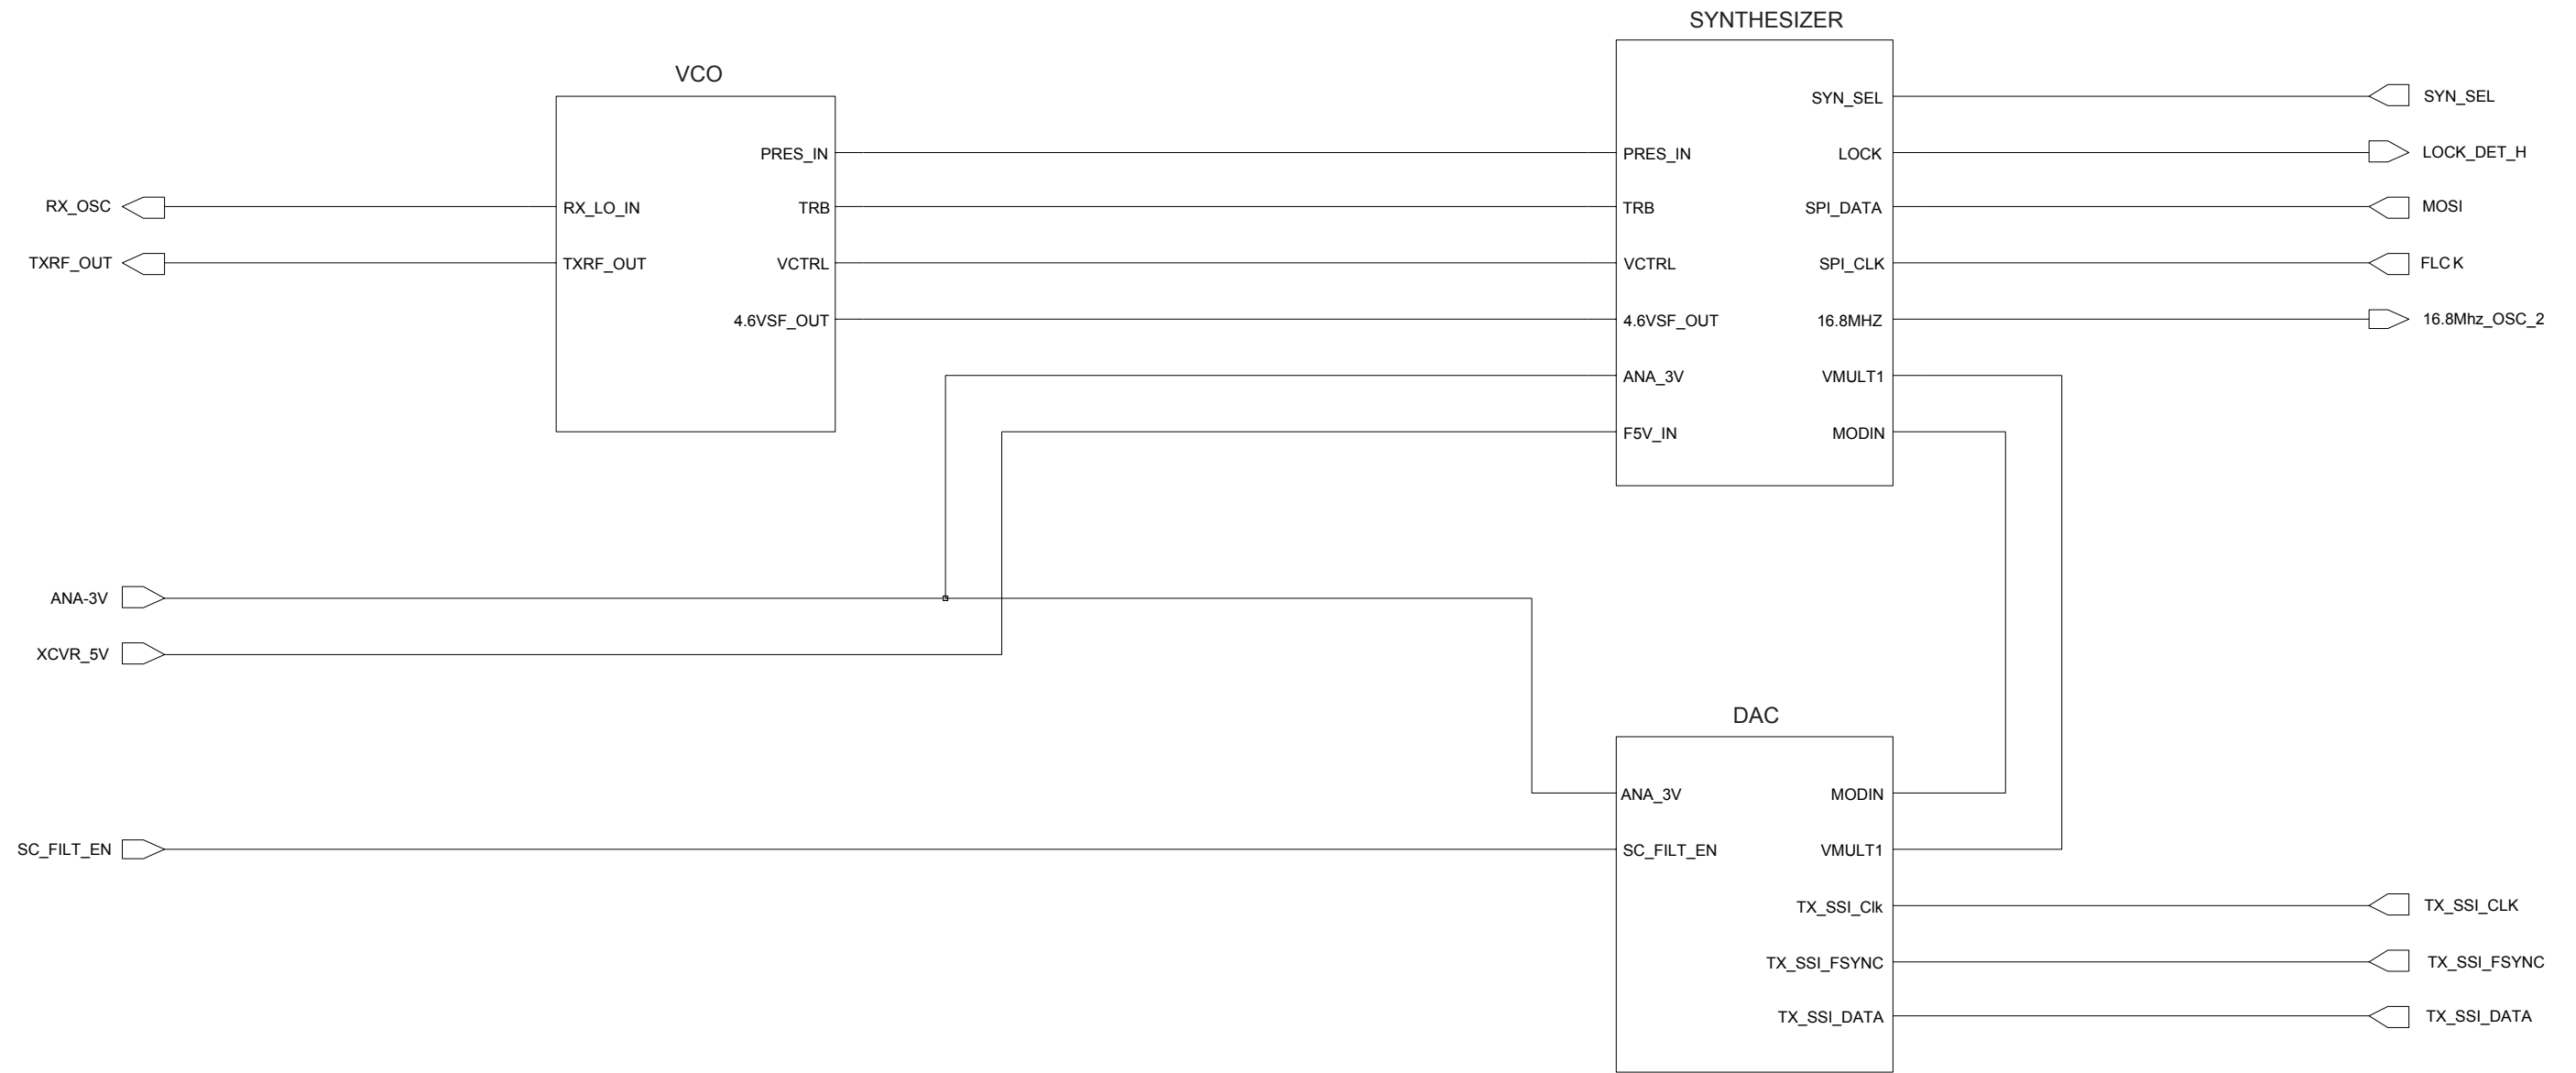 SYNTHESIZER
VCO
SYN_SEL
SYN_SEL
PRES_IN
PRES_IN
LOCK
LOCK_DET_H
RX_OSC
RX_LO_IN
TRB
TRB
SPI_DATA
MOSI
TXRF_OUT
TXRF_OUT
VCTRL
VCTRL
SPI_CLK
FLCK
4.6VSF_OUT
4.6VSF_OUT
16.8MHZ
16.8Mhz_OSC_2
ANA_3V
VMULT1
F5V_IN
MODIN
ANA-3V
XCVR_5V
DAC
ANA_3V
MODIN
SC_FILT_EN
SC_FILT_EN
VMULT1
TX_SSI_Clk
TX_SSI_CLK
TX_SSI_FSYNC
TX_SSI_FSYNC
TX_SSI_DATA
TX_SSI_DATA